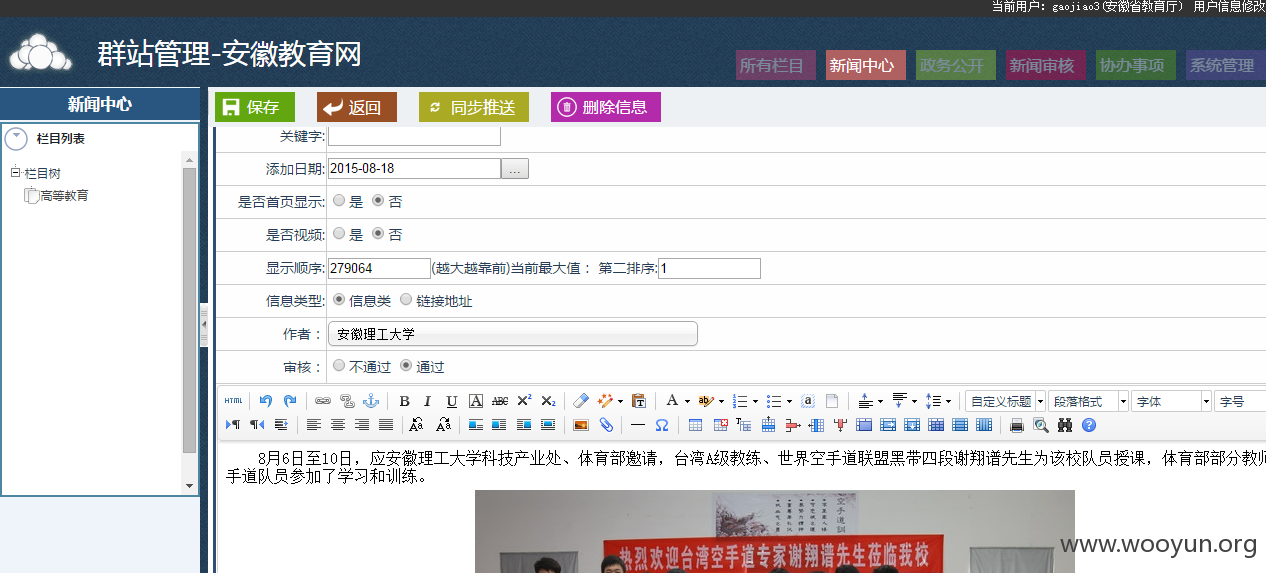 当前用户：gaojiao3(安徽省教育厅) 用户信息修改
群站管理-安徽教育网
所有栏目 新闻中心 政务公开 新闻审核 协办事项 系统管理
新闻中心
保存 返回 同步推送 删除信息
栏目列表
栏目树
高等教育
关键字:
添加日期: 2015-08-18 ...
是否首页显示: 是 否
是否视频: 是 否
显示顺序: 279064 (越大越靠前)当前最大值： 第二排序: 1
信息类型: 信息类 链接地址
作者： 安徽理工大学
审核： 不通过 通过
HTML B I U A ABC X² X₂ A ab a 自定义标题 段落格式 字体 字号
8月6日至10日，应安徽理工大学科技产业处、体育部邀请，台湾A级教练、世界空手道联盟黑带四段谢翔谱先生为该校队员授课，体育部部分教师
手道队员参加了学习和训练。
热烈欢迎台湾空手道专家谢翔谱先生莅临我校
www.wooyun.org